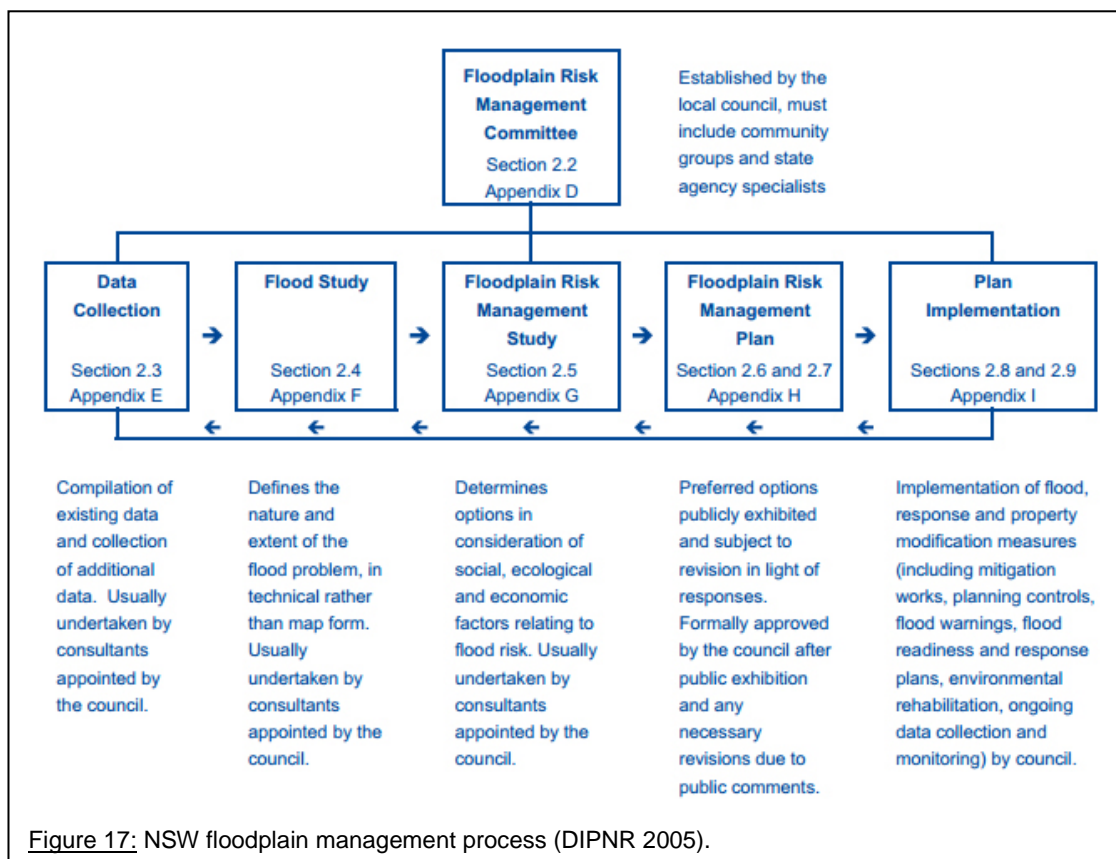 Floodplain Risk
Management
Committee
Section 2.2
Appendix D
Established by the
local council, must
include community
groups and state
agency specialists
Data
Collection
Section 2.3
Appendix E
→
Flood Study
Section 2.4
Appendix F
→
Floodplain Risk
Management
Study
Section 2.5
Appendix G
→
Floodplain Risk
Management
Plan
Section 2.6 and 2.7
Appendix H
→
Plan
Implementation
Sections 2.8 and 2.9
Appendix I
← ← ← ← ← ← ←
Compilation of
existing data
and collection
of additional
data. Usually
undertaken by
consultants
appointed by
the council.
Defines the
nature and
extent of the
flood problem, in
technical rather
than map form.
Usually
undertaken by
consultants
appointed by the
council.
Determines
options in
consideration of
social, ecological
and economic
factors relating to
flood risk. Usually
undertaken by
consultants
appointed by the
council.
Preferred options
publicly exhibited
and subject to
revision in light of
responses.
Formally approved
by the council after
public exhibition
and any
necessary
revisions due to
public comments.
Implementation of flood,
response and property
modification measures
(including mitigation
works, planning controls,
flood warnings, flood
readiness and response
plans, environmental
rehabilitation, ongoing
data collection and
monitoring) by council.
Figure 17: NSW floodplain management process (DIPNR 2005).